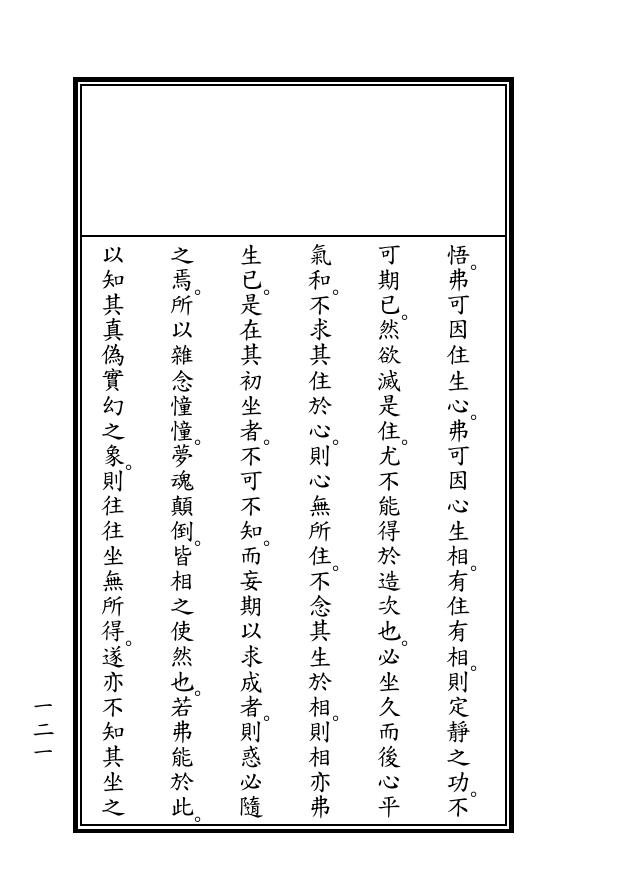 悟。弗可因住生心。弗可因心生相。有住有相。則定靜之功。不
可期已。然欲滅是住。尤不能得於造次也。必坐久而後心平
氣和。不求其住於心。則心無所住。不念其生於相。則相亦弗
生已。是在其初坐者。不可不知。而妄期以求成者。則惑必隨
之焉。所以雜念憧憧。夢魂顛倒。皆相之使然也。若弗能於此。
以知其真偽實幻之象。則往往坐無所得。遂亦不知其坐之
一二一